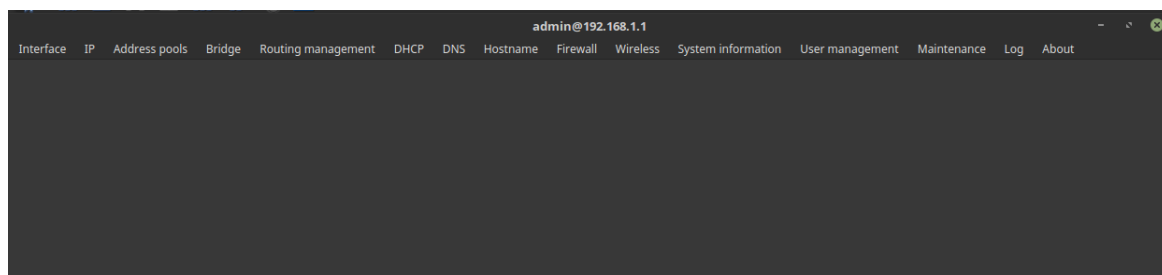 admin@192.168.1.1
Interface IP Address pools Bridge Routing management DHCP DNS Hostname Firewall Wireless System information User management Maintenance Log About